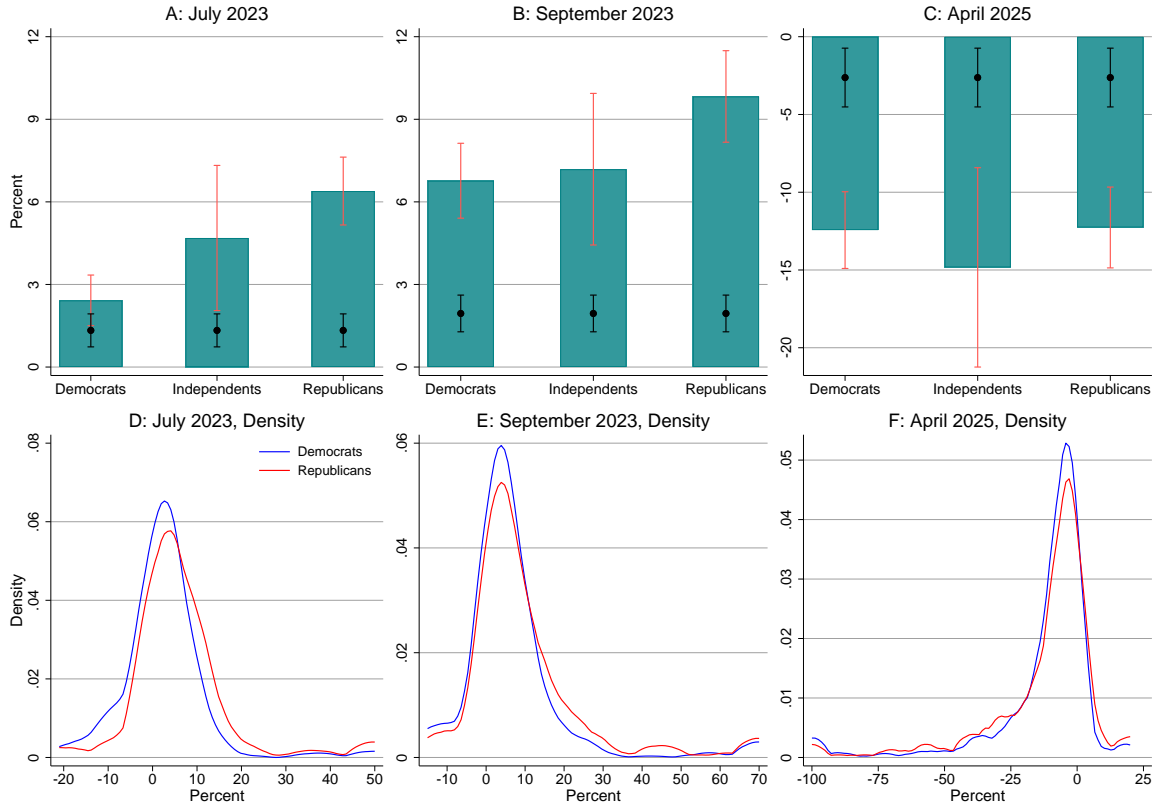 A: July 2023
B: September 2023
C: April 2025
Percent
12
9
6
3
0
Democrats
Independents
Republicans
12
9
6
3
0
Democrats
Independents
Republicans
0
-5
-10
-15
-20
Democrats
Independents
Republicans
D: July 2023, Density
E: September 2023, Density
F: April 2025, Density
Density
.08
.06
.04
.02
0
Democrats
Republicans
-20 -10 0 10 20 30 40 50
Percent
.06
.04
.02
0
-10 0 10 20 30 40 50 60 70
Percent
.05
.04
.03
.02
.01
0
-100 -75 -50 -25 0 25
Percent